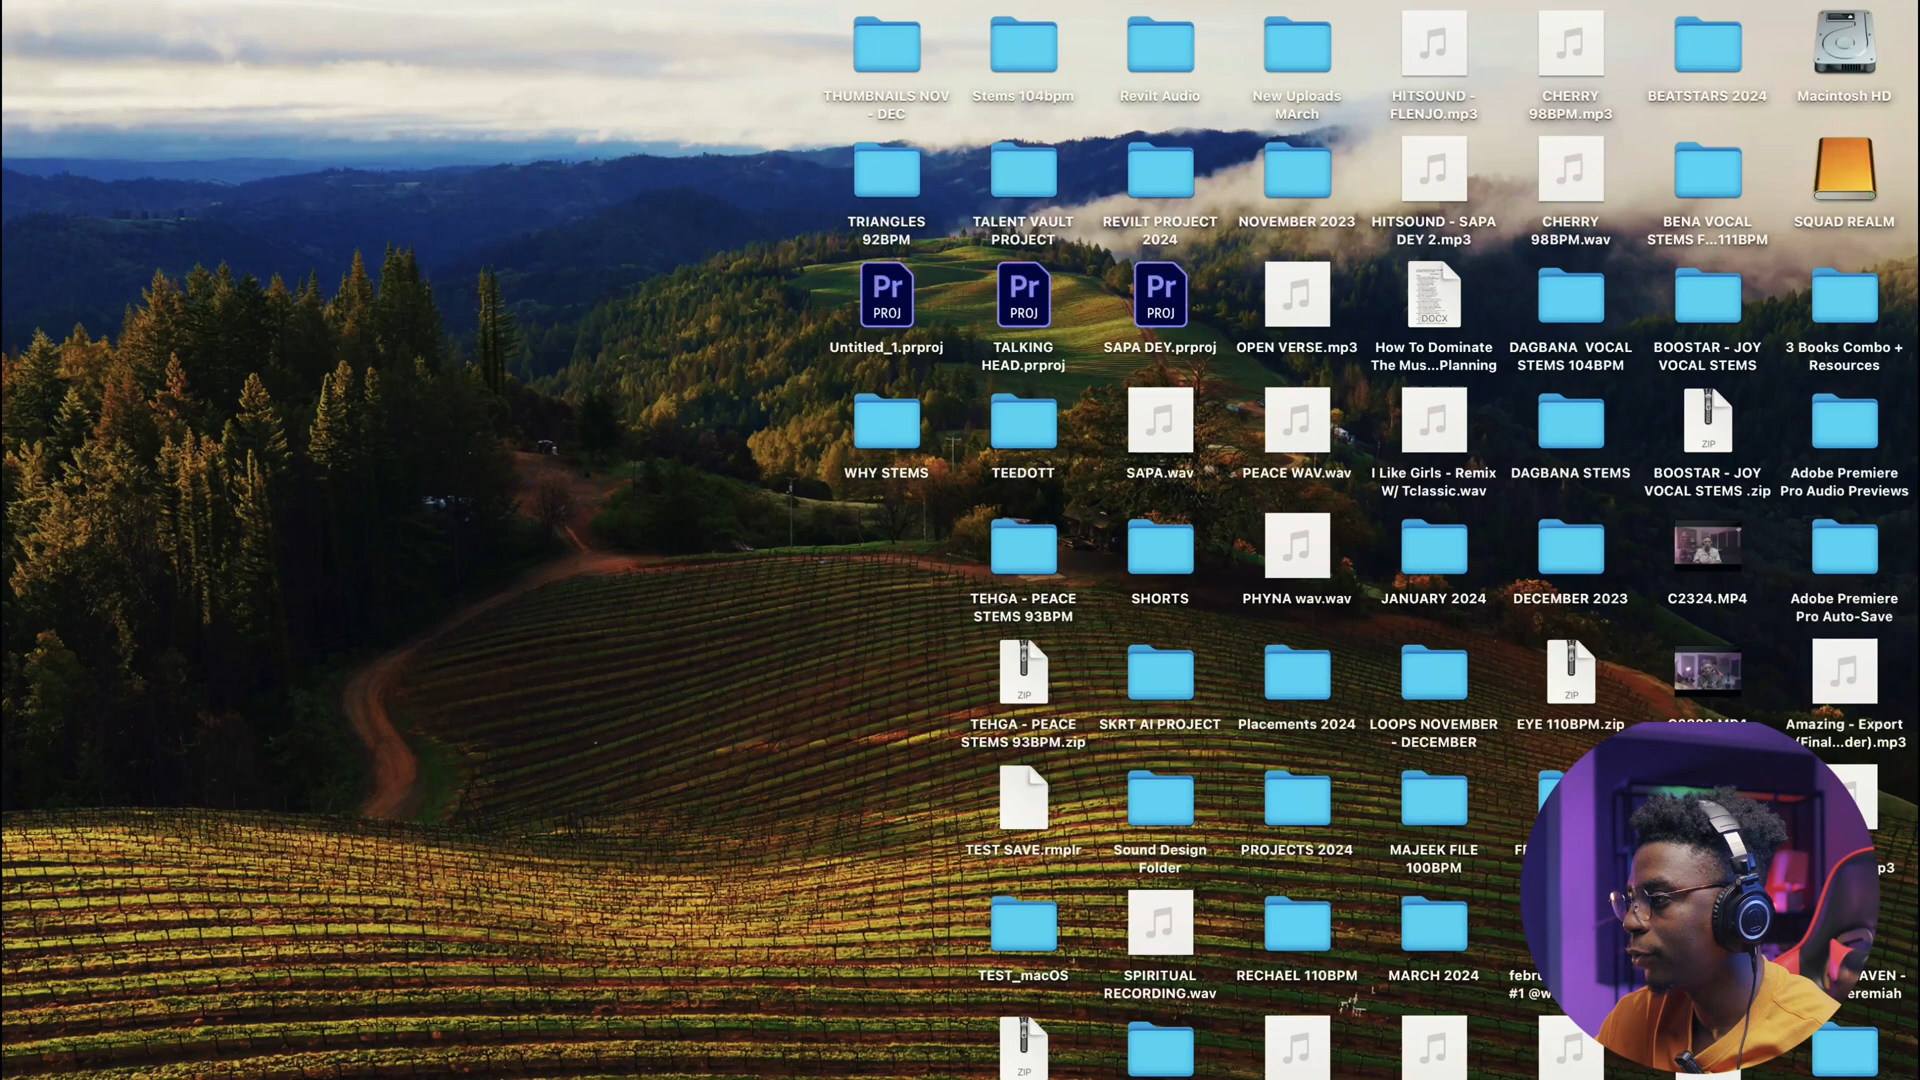 THUMBNAILS NOV
- DEC
Stems 104bpm
Revilt Audio
New Uploads
MArch
HITSOUND -
FLENJO.mp3
CHERRY
98BPM.mp3
BEATSTARS 2024
Macintosh HD
TRIANGLES
92BPM
TALENT VAULT
PROJECT
REVILT PROJECT
2024
NOVEMBER 2023
HITSOUND - SAPA
DEY 2.mp3
CHERRY
98BPM.wav
BENA VOCAL
STEMS F...111BPM
SQUAD REALM
Pr
PROJ
Untitled_1.prproj
Pr
PROJ
TALKING
HEAD.prproj
Pr
PROJ
SAPA DEY.prproj
OPEN VERSE.mp3
DOCX
How To Dominate
The Mus...Planning
DAGBANA VOCAL
STEMS 104BPM
BOOSTAR - JOY
VOCAL STEMS
3 Books Combo +
Resources
WHY STEMS
TEEDOTT
SAPA.wav
PEACE WAV.wav
I Like Girls - Remix
W/ Tclassic.wav
DAGBANA STEMS
ZIP
BOOSTAR - JOY
VOCAL STEMS .zip
Adobe Premiere
Pro Audio Previews
TEHGA - PEACE
STEMS 93BPM
SHORTS
PHYNA wav.wav
JANUARY 2024
DECEMBER 2023
C2324.MP4
Adobe Premiere
Pro Auto-Save
ZIP
TEHGA - PEACE
STEMS 93BPM.zip
SKRT AI PROJECT
Placements 2024
LOOPS NOVEMBER
- DECEMBER
ZIP
EYE 110BPM.zip
Amazing - Export
(Final...der).mp3
TEST SAVE.rmplr
Sound Design
Folder
PROJECTS 2024
MAJEEK FILE
100BPM
p3
TEST_macOS
SPIRITUAL
RECORDING.wav
RECHAEL 110BPM
MARCH 2024
febru
#1 @w
AVEN -
eremiah
ZIP